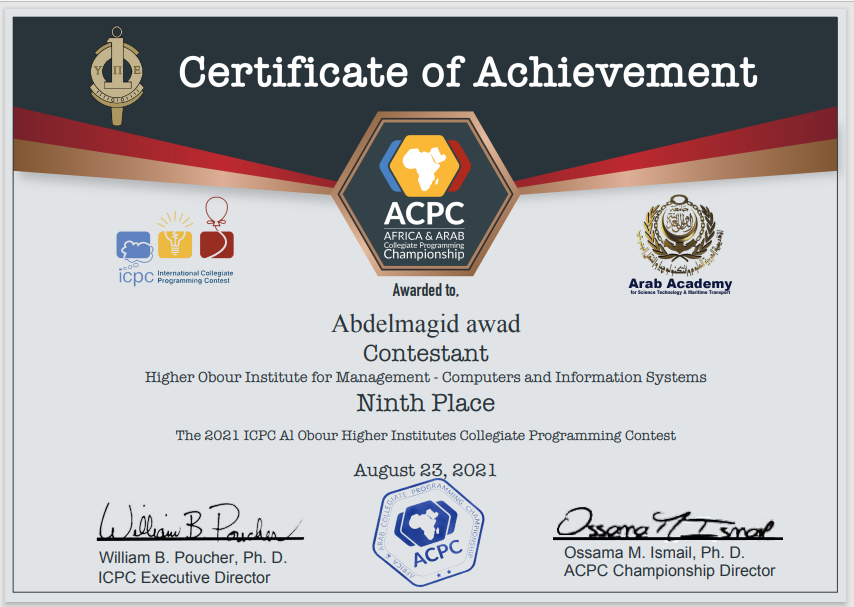 Certificate of Achievement
Υ Π Ε
ACPC
AFRICA & ARAB
Collegiate Programming
Championship
icpc International Collegiate
Programming Contest
Arab Academy
for Science Technology & Maritime Transport
Awarded to,
Abdelmagid awad
Contestant
Higher Obour Institute for Management - Computers and Information Systems
Ninth Place
The 2021 ICPC Al Obour Higher Institutes Collegiate Programming Contest
August 23, 2021
William B Poucher
William B. Poucher, Ph. D.
ICPC Executive Director
AFRICA ★ ARAB COLLEGIATE PROGRAMMING CHAMPIONSHIP
ACPC
Ossama M Ismail
Ossama M. Ismail, Ph. D.
ACPC Championship Director